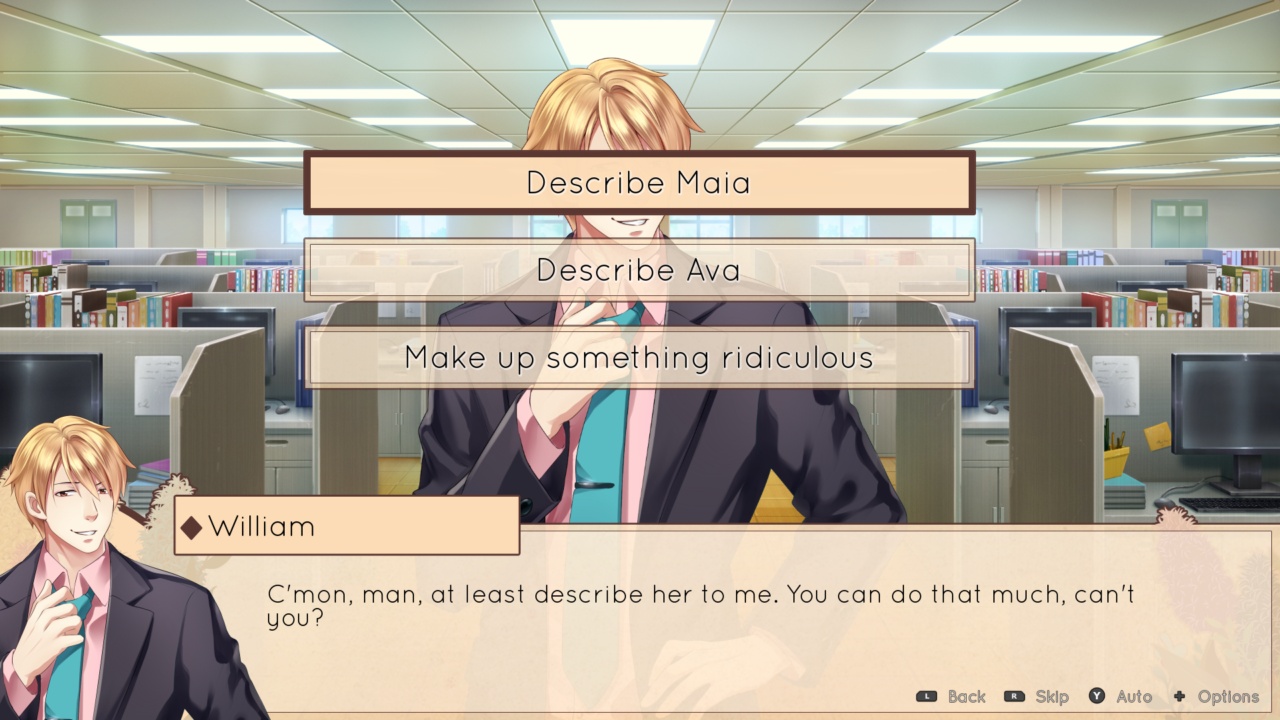 Describe Maia
Describe Ava
Make up something ridiculous
William
C'mon, man, at least describe her to me. You can do that much, can't
you?
L Back R Skip Y Auto Options